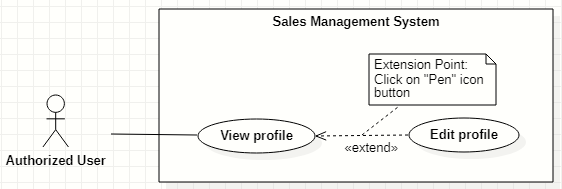 Sales Management System
Extension Point:
Click on "Pen" icon
button
View profile
Edit profile
«extend»
Authorized User